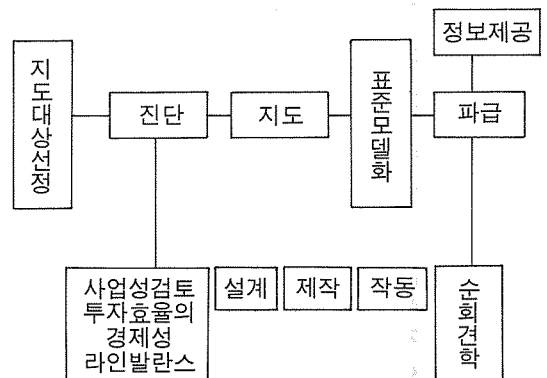 정보제공
지도대상선정
진단
지도
표준모델화
파급
사업성검토
투자효율의
경제성
라인발란스
설계
제작
작동
순회견학